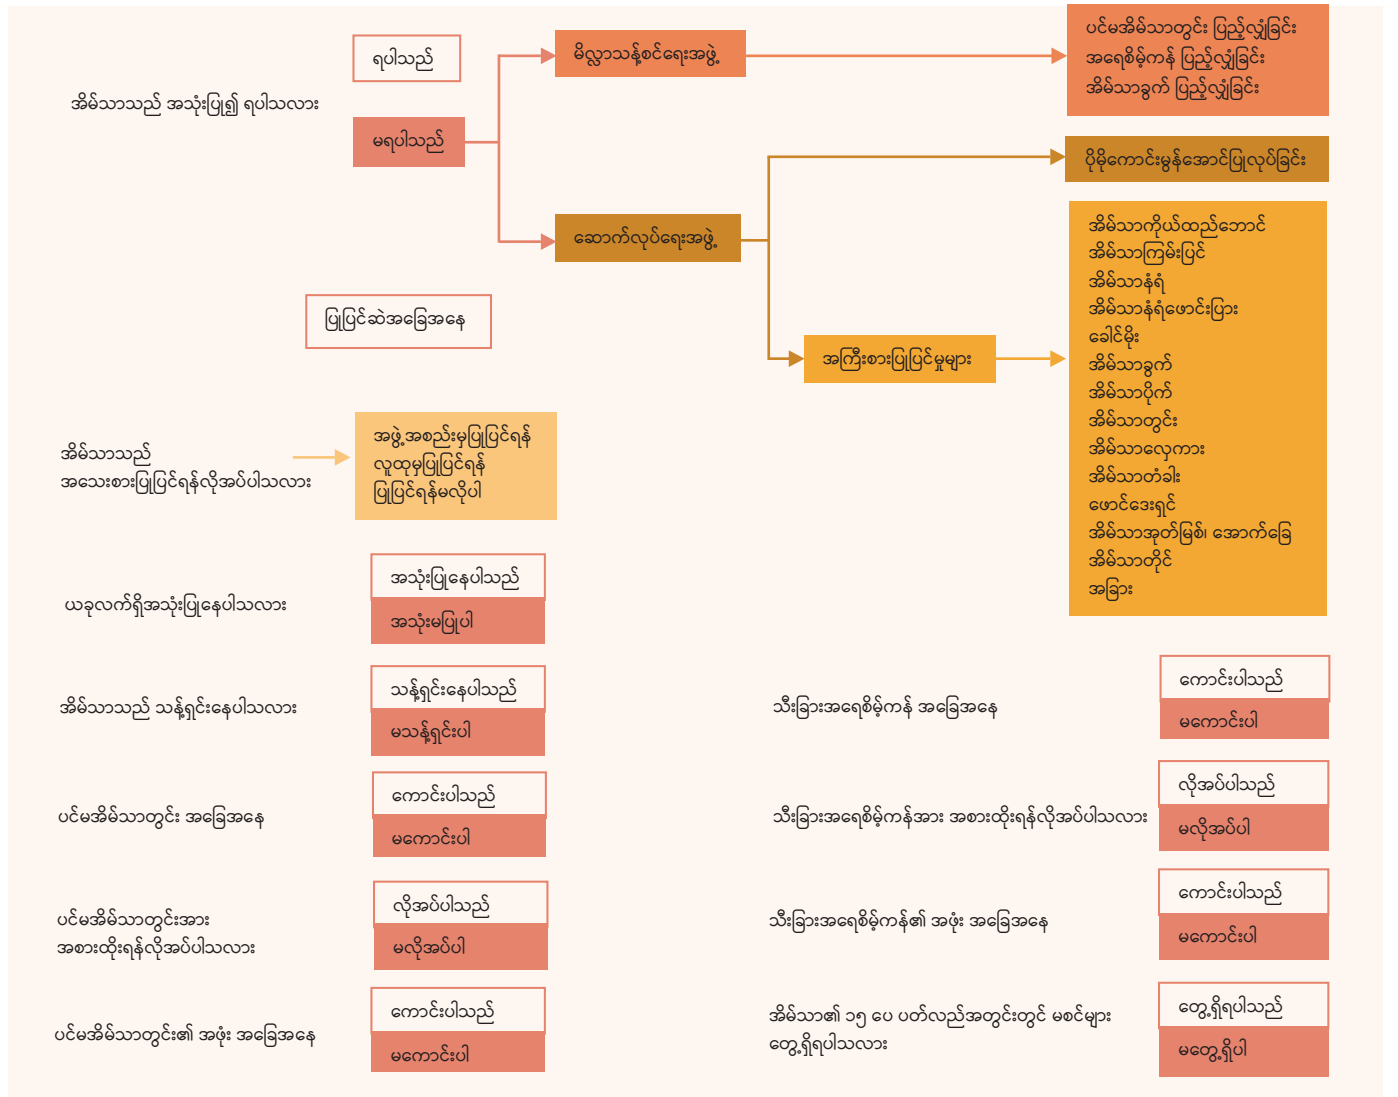 အိမ်သာသည် အသုံးပြု၍ ရပါသလား
ရပါသည်
မရပါသည်
မိလ္လာသန့်စင်ရေးအဖွဲ့
ပင်မအိမ်သာတွင်း ပြည့်လျှံခြင်း
အရေစိမ့်ကန် ပြည့်လျှံခြင်း
အိမ်သာခွက် ပြည့်လျှံခြင်း
ဆောက်လုပ်ရေးအဖွဲ့
ပိုမိုကောင်းမွန်အောင်ပြုလုပ်ခြင်း
အကြီးစားပြုပြင်မှုများ
အိမ်သာကိုယ်ထည်ဘောင်
အိမ်သာကြမ်းပြင်
အိမ်သာနံရံ
အိမ်သာနံရံဖောင်းပြား
ခေါင်မိုး
အိမ်သာခွက်
အိမ်သာပိုက်
အိမ်သာတွင်း
အိမ်သာလှေကား
အိမ်သာတံခါး
ဖောင်ဒေးရှင်
အိမ်သာအုတ်မြစ်၊ အောက်ခြေ
အိမ်သာတိုင်
အခြား
ပြုပြင်ဆဲအခြေအနေ
အိမ်သာသည်
အသေးစားပြုပြင်ရန်လိုအပ်ပါသလား
အဖွဲ့အစည်းမှပြုပြင်ရန်
လူထုမှပြုပြင်ရန်
ပြုပြင်ရန်မလိုပါ
ယခုလက်ရှိအသုံးပြုနေပါသလား
အသုံးပြုနေပါသည်
အသုံးမပြုပါ
အိမ်သာသည် သန့်ရှင်းနေပါသလား
သန့်ရှင်းနေပါသည်
မသန့်ရှင်းပါ
ပင်မအိမ်သာတွင်း အခြေအနေ
ကောင်းပါသည်
မကောင်းပါ
ပင်မအိမ်သာတွင်းအား
အစားထိုးရန်လိုအပ်ပါသလား
လိုအပ်ပါသည်
မလိုအပ်ပါ
ပင်မအိမ်သာတွင်း၏ အဖုံး အခြေအနေ
ကောင်းပါသည်
မကောင်းပါ
သီးခြားအရေစိမ့်ကန် အခြေအနေ
ကောင်းပါသည်
မကောင်းပါ
သီးခြားအရေစိမ့်ကန်အား အစားထိုးရန်လိုအပ်ပါသလား
လိုအပ်ပါသည်
မလိုအပ်ပါ
သီးခြားအရေစိမ့်ကန်၏ အဖုံး အခြေအနေ
ကောင်းပါသည်
မကောင်းပါ
အိမ်သာ၏ ၁၅ ပေ ပတ်လည်အတွင်းတွင် မစင်များ
တွေ့ရှိရပါသလား
တွေ့ရှိရပါသည်
မတွေ့ရှိပါ